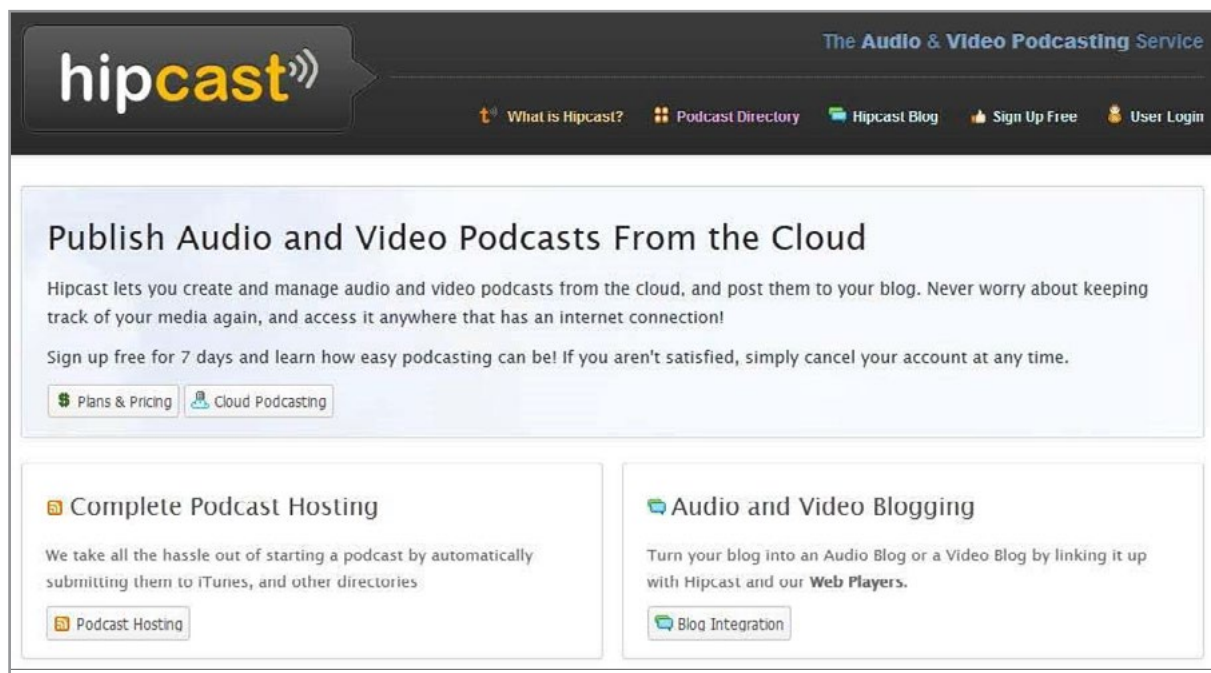 The Audio & Video Podcasting Service
hipcast
What is Hipcast?
Podcast Directory
Hipcast Blog
Sign Up Free
User Login
Publish Audio and Video Podcasts From the Cloud
Hipcast lets you create and manage audio and video podcasts from the cloud, and post them to your blog. Never worry about keeping
track of your media again, and access it anywhere that has an internet connection!
Sign up free for 7 days and learn how easy podcasting can be! If you aren't satisfied, simply cancel your account at any time.
Plans & Pricing
Cloud Podcasting
Complete Podcast Hosting
We take all the hassle out of starting a podcast by automatically
submitting them to iTunes, and other directories
Podcast Hosting
Audio and Video Blogging
Turn your blog into an Audio Blog or a Video Blog by linking it up
with Hipcast and our Web Players.
Blog Integration